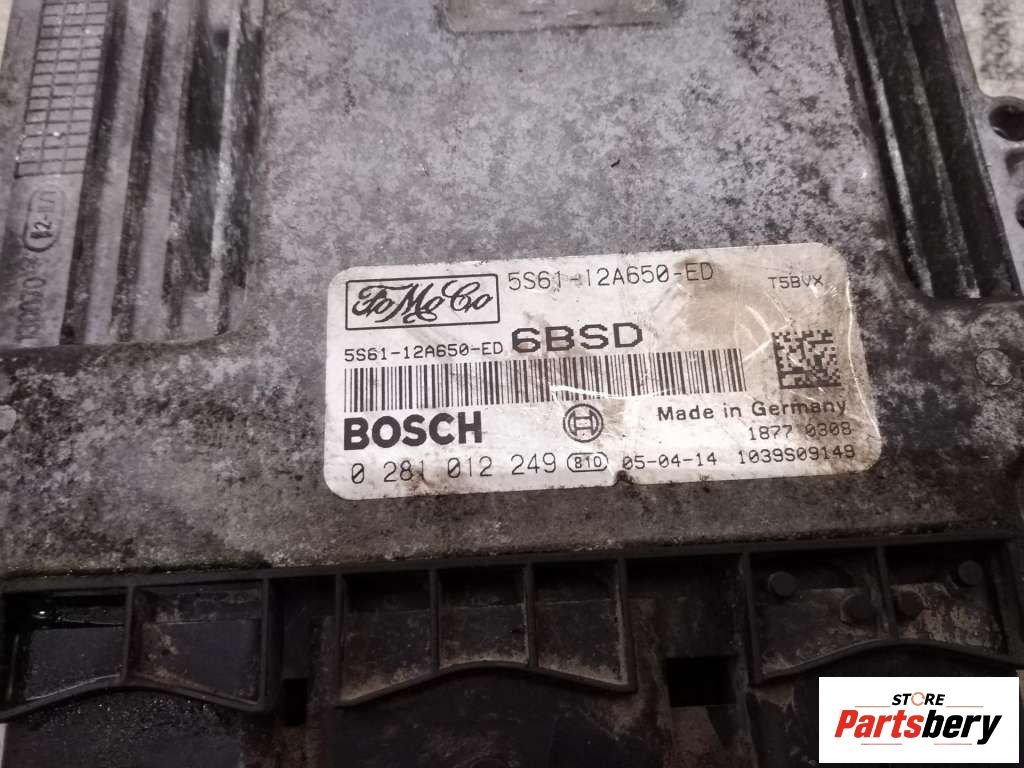 FoMoCo
5S61-12A650-ED
T5BVX
5S61-12A650-ED 6BSD
BOSCH
Made in Germany
1877 0308
0 281 012 249 810 05-04-14 1039S09149
STORE
Partsbery